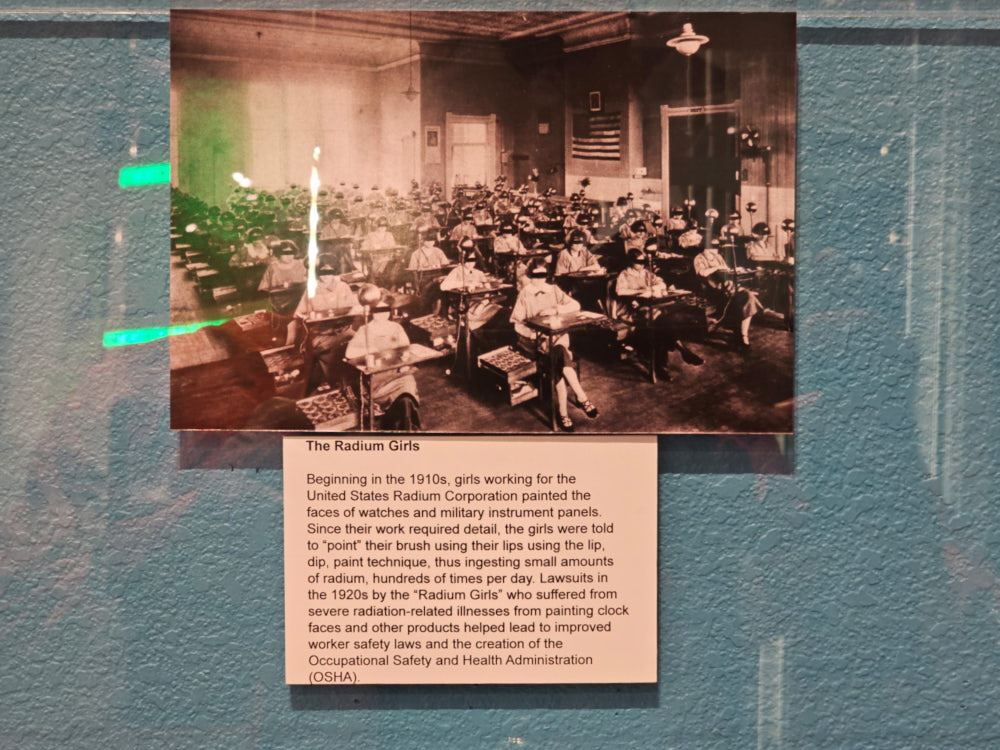 The Radium Girls
Beginning in the 1910s, girls working for the
United States Radium Corporation painted the
faces of watches and military instrument panels.
Since their work required detail, the girls were told
to “point” their brush using their lips using the lip,
dip, paint technique, thus ingesting small amounts
of radium, hundreds of times per day. Lawsuits in
the 1920s by the “Radium Girls” who suffered from
severe radiation-related illnesses from painting clock
faces and other products helped lead to improved
worker safety laws and the creation of the
Occupational Safety and Health Administration
(OSHA).